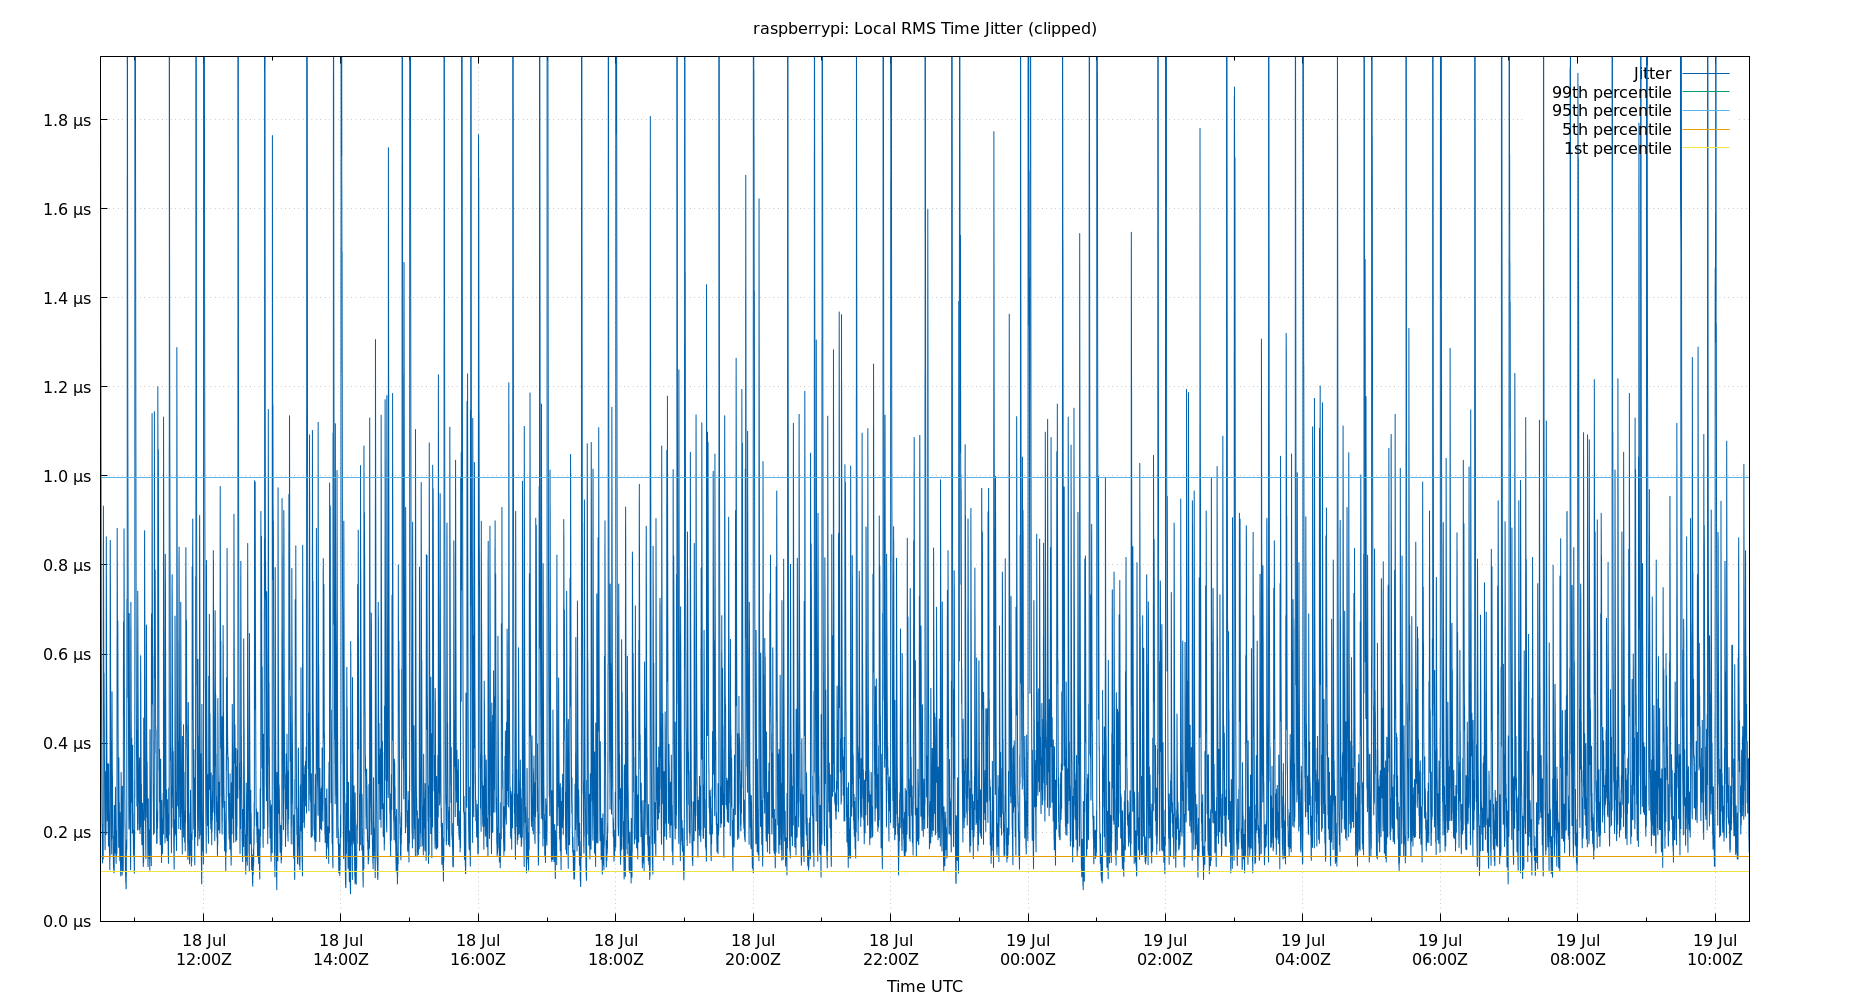 raspberrypi: Local RMS Time Jitter (clipped)
Jitter
99th percentile
95th percentile
5th percentile
1st percentile
1.8 µs
1.6 µs
1.4 µs
1.2 µs
1.0 µs
0.8 µs
0.6 µs
0.4 µs
0.2 µs
0.0 µs
18 Jul 18 Jul 18 Jul 18 Jul 18 Jul 18 Jul 19 Jul 19 Jul 19 Jul 19 Jul 19 Jul 19 Jul
12:00Z 14:00Z 16:00Z 18:00Z 20:00Z 22:00Z 00:00Z 02:00Z 04:00Z 06:00Z 08:00Z 10:00Z
Time UTC